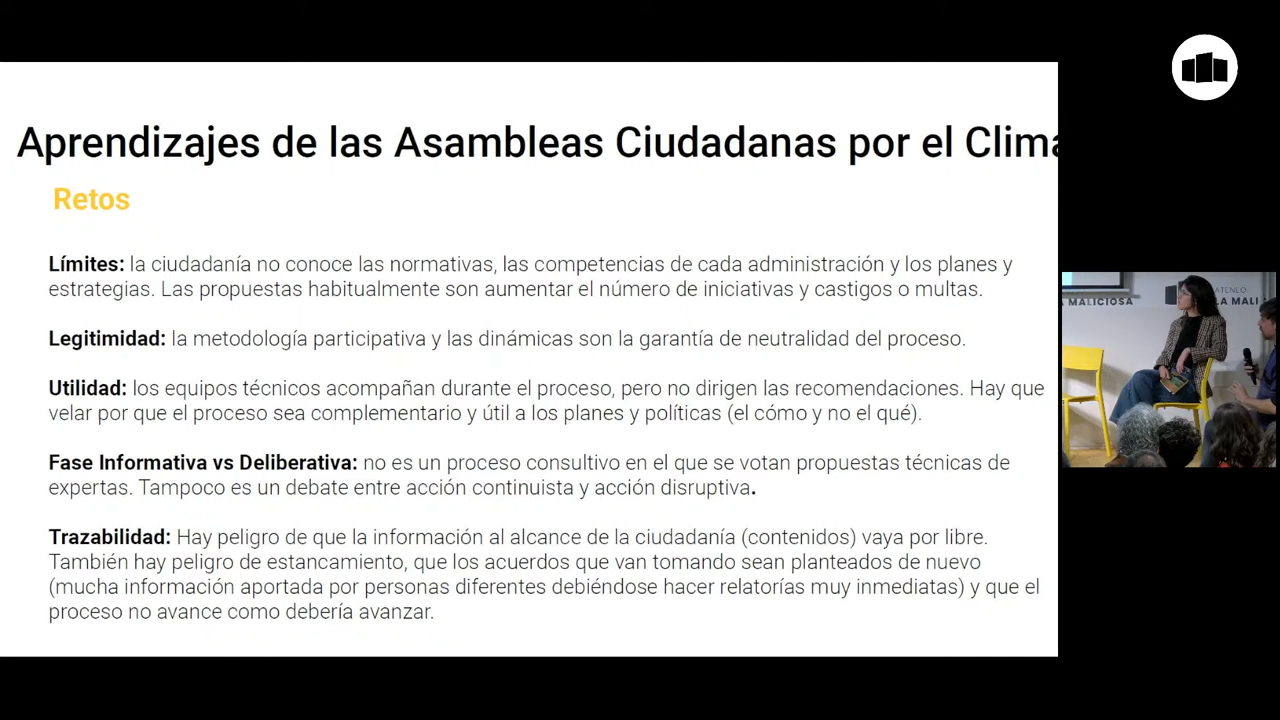 Aprendizajes de las Asambleas Ciudadanas por el Clima
Retos
Límites: la ciudadanía no conoce las normativas, las competencias de cada administración y los planes y
estrategias. Las propuestas habitualmente son aumentar el número de iniciativas y castigos o multas.
Legitimidad: la metodología participativa y las dinámicas son la garantía de neutralidad del proceso.
Utilidad: los equipos técnicos acompañan durante el proceso, pero no dirigen las recomendaciones. Hay que
velar por que el proceso sea complementario y útil a los planes y políticas (el cómo y no el qué).
Fase Informativa vs Deliberativa: no es un proceso consultivo en el que se votan propuestas técnicas de
expertas. Tampoco es un debate entre acción continuista y acción disruptiva.
Trazabilidad: Hay peligro de que la información al alcance de la ciudadanía (contenidos) vaya por libre.
También hay peligro de estancamiento, que los acuerdos que van tomando sean planteados de nuevo
(mucha información aportada por personas diferentes debiéndose hacer relatorías muy inmediatas) y que el
proceso no avance como debería avanzar.
MALICIOSA
ATENEO
LA MALI